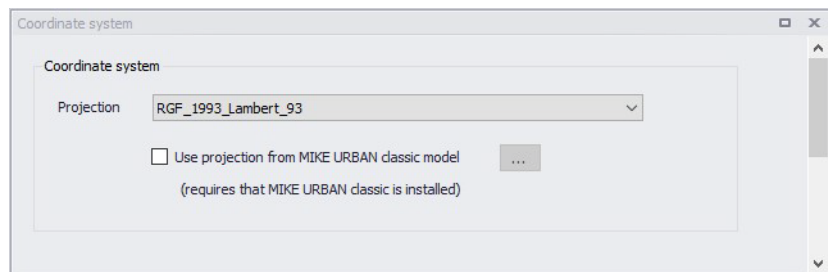 Coordinate system
Coordinate system
Projection RGF_1993_Lambert_93
Use projection from MIKE URBAN classic model ...
(requires that MIKE URBAN classic is installed)